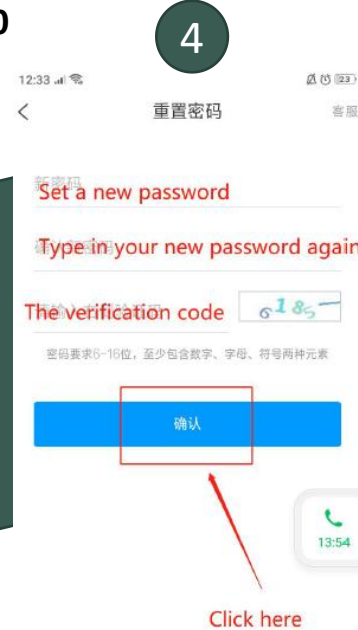 4
12:33
23
重置密码
客服
新密码
Set a new password
Type in your new password again
The verification code
6185
密码要求6-16位，至少包含数字、字母、符号两种元素
确认
13:54
Click here